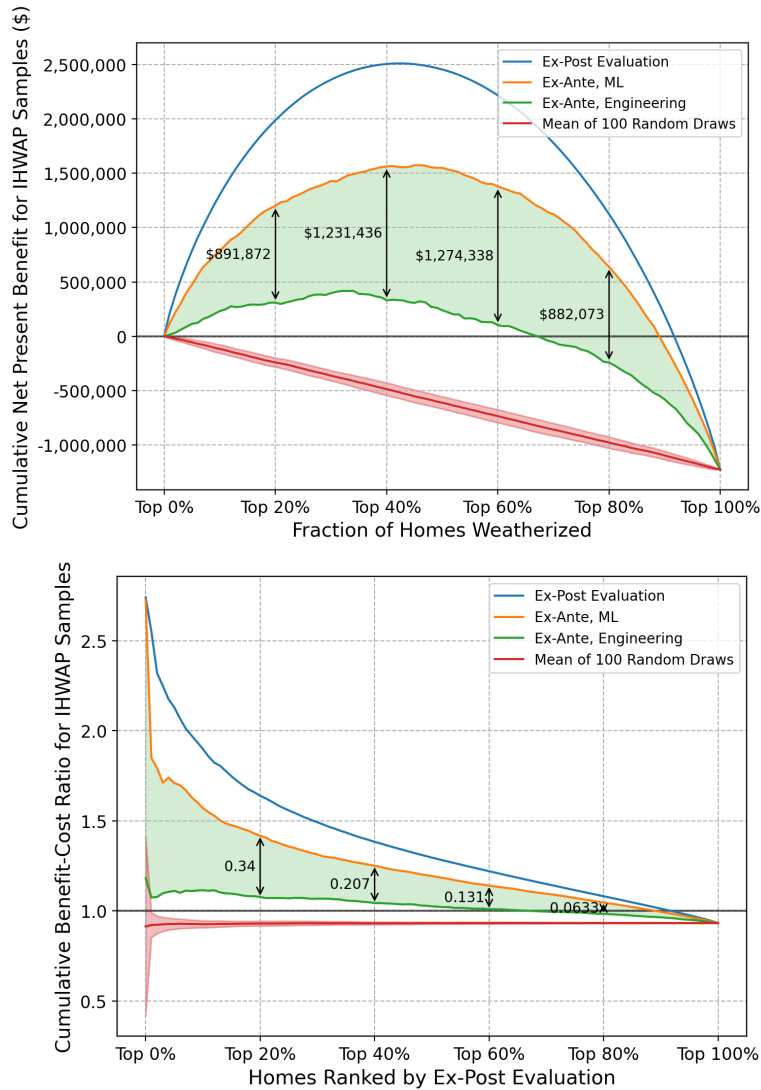 Cumulative Net Present Benefit for IHWAP Samples ($)
2,500,000
2,000,000
1,500,000
1,000,000
500,000
0
-500,000
-1,000,000
Ex-Post Evaluation
Ex-Ante, ML
Ex-Ante, Engineering
Mean of 100 Random Draws
$891,872
$1,231,436
$1,274,338
$882,073
Top 0%
Top 20%
Top 40%
Top 60%
Top 80%
Top 100%
Fraction of Homes Weatherized
Cumulative Benefit-Cost Ratio for IHWAP Samples
2.5
2.0
1.5
1.0
0.5
Ex-Post Evaluation
Ex-Ante, ML
Ex-Ante, Engineering
Mean of 100 Random Draws
0.34
0.207
0.131
0.0633
Top 0%
Top 20%
Top 40%
Top 60%
Top 80%
Top 100%
Homes Ranked by Ex-Post Evaluation